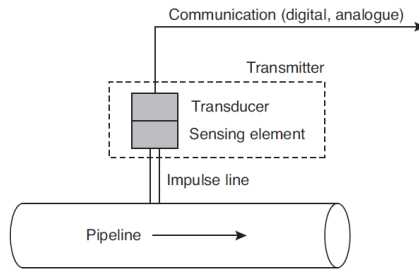 Communication (digital, analogue)
Transmitter
Transducer
Sensing element
Impulse line
Pipeline